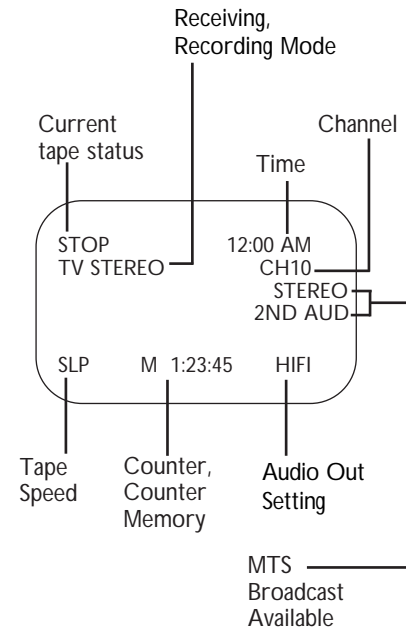 Receiving,
Recording Mode
Current
tape status
Channel
Time
STOP
12:00 AM
TV STEREO
CH10
STEREO
2ND AUD
SLP
M 1:23:45
HIFI
Tape
Speed
Counter,
Counter
Memory
Audio Out
Setting
MTS
Broadcast
Available